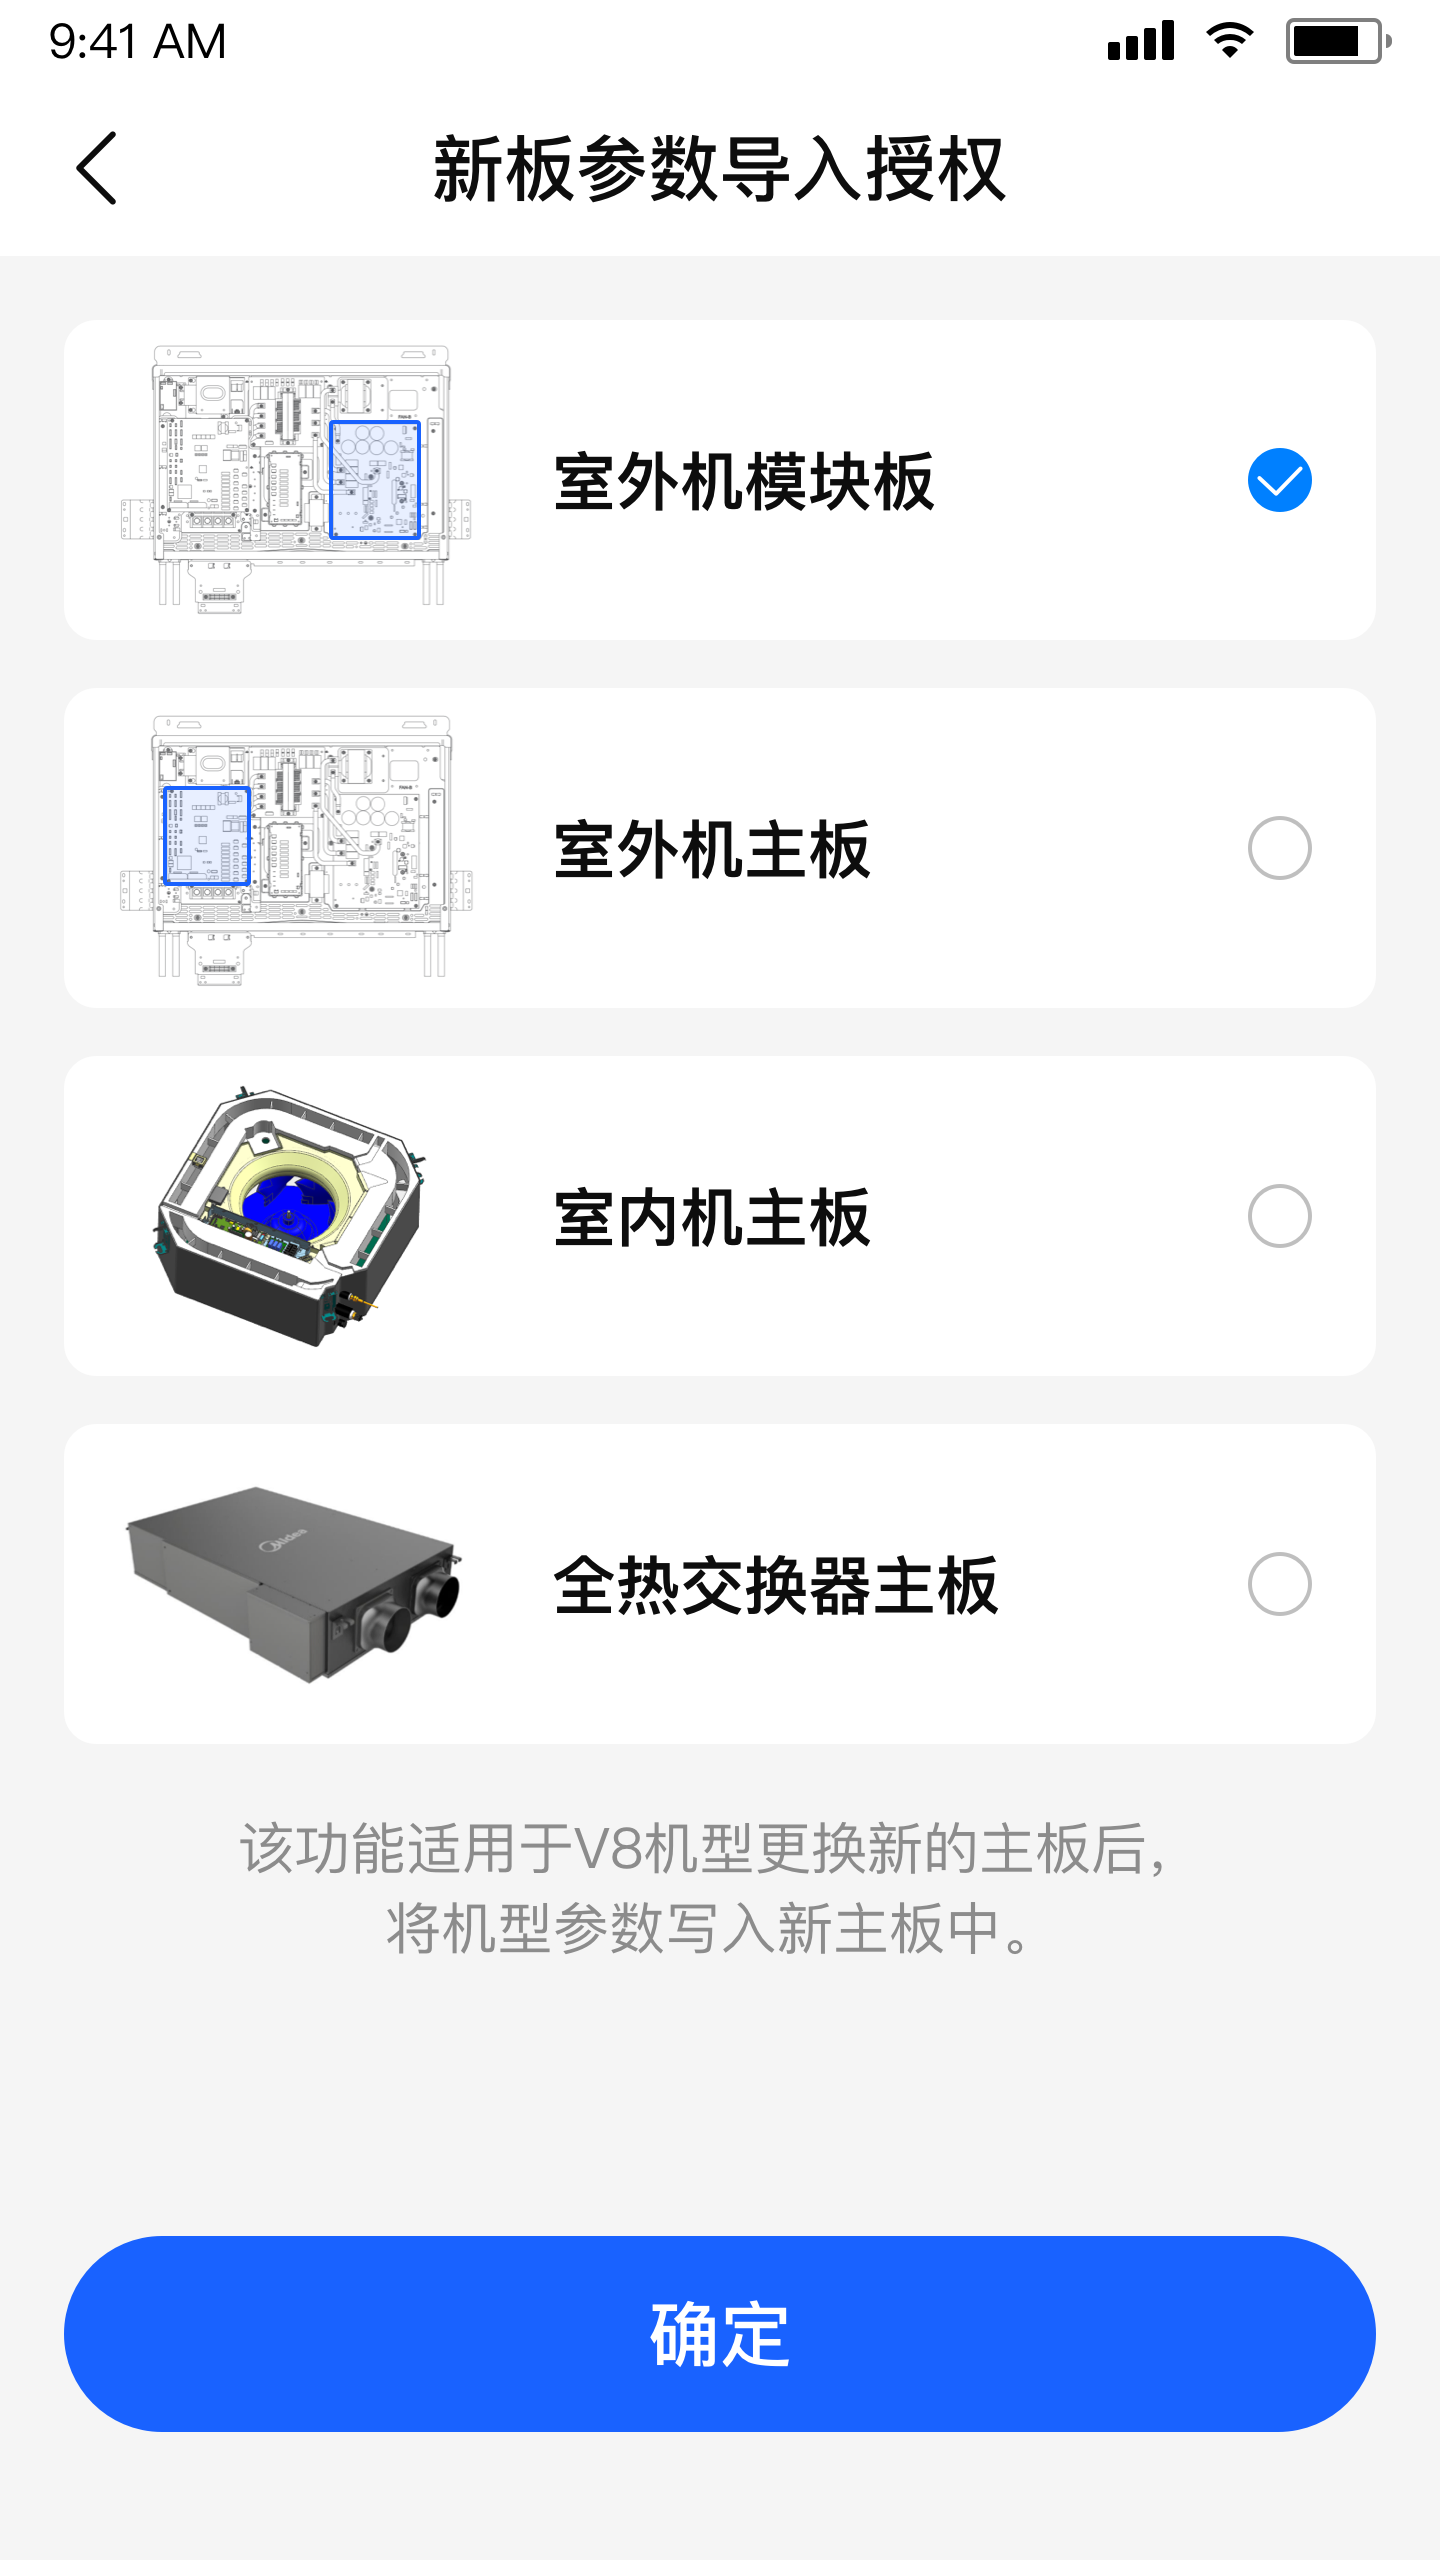 9:41 AM
新板参数导入授权
室外机模块板
室外机主板
室内机主板
Midea
全热交换器主板
该功能适用于V8机型更换新的主板后，
将机型参数写入新主板中。
确定